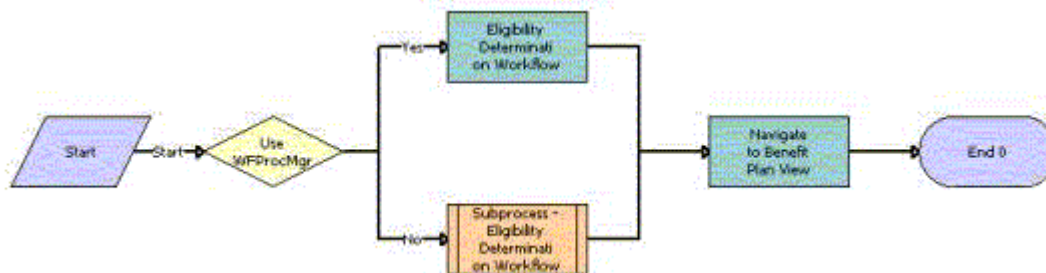 Eligibility
Determinati
on Workflow
Yes
Start
Start
Use
WFProcMgr
Navigate
to Benefit
Plan View
End 0
No
Subprocess -
Eligibility
Determinati
on Workflow